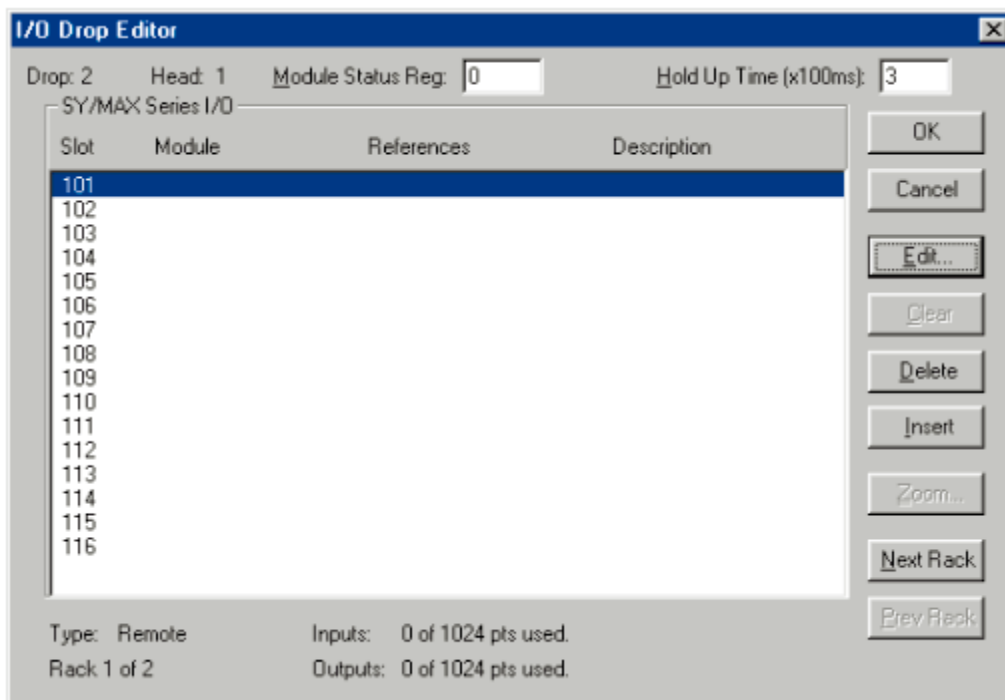 I/O Drop Editor
Drop: 2 Head: 1 Module Status Reg: 0 Hold Up Time (x100ms): 3
SY/MAX Series I/O
Slot Module References Description
101
102
103
104
105
106
107
108
109
110
111
112
113
114
115
116
OK
Cancel
Edit...
Clear
Delete
Insert
Zoom...
Next Rack
Prev Rack
Type: Remote Inputs: 0 of 1024 pts used.
Rack 1 of 2 Outputs: 0 of 1024 pts used.